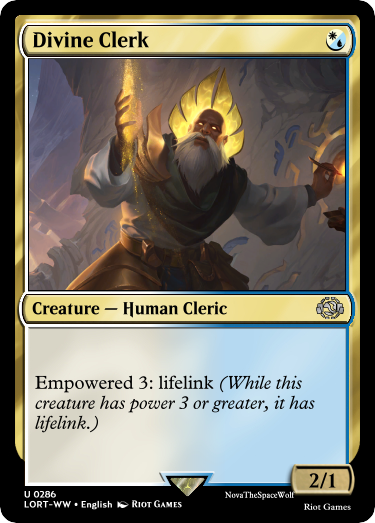 Divine Clerk
Creature — Human Cleric
Empowered 3: lifelink (While this
creature has power 3 or greater, it has
lifelink.)
2/1
U 0286
LORT-WW • English Riot Games
NovaTheSpaceWolf
Riot Games